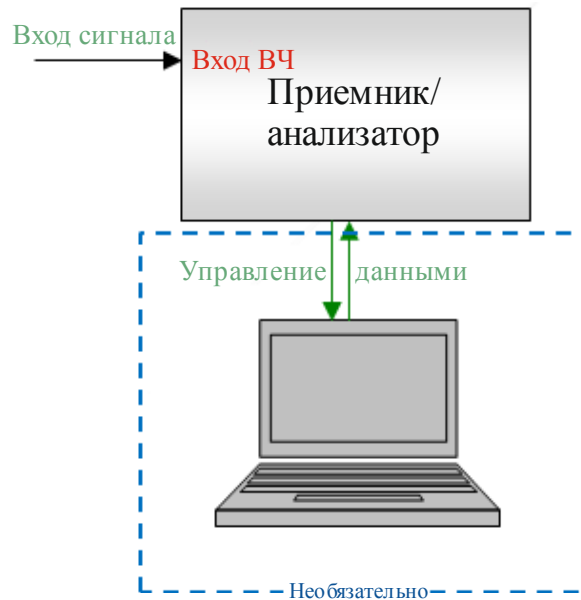 Вход сигнала
Вход ВЧ
Приемник/
анализатор
Управление данными
Необязательно